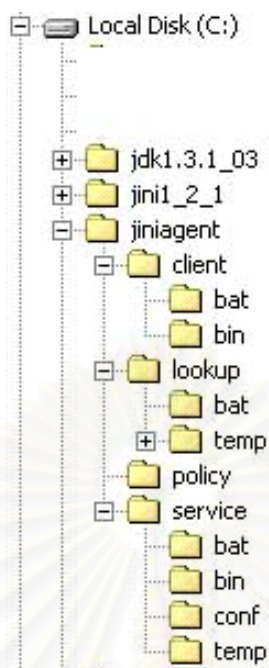 Local Disk (C:)
jdk1.3.1_03
jini1_2_1
jiniagent
client
bat
bin
lookup
bat
temp
policy
service
bat
bin
conf
temp